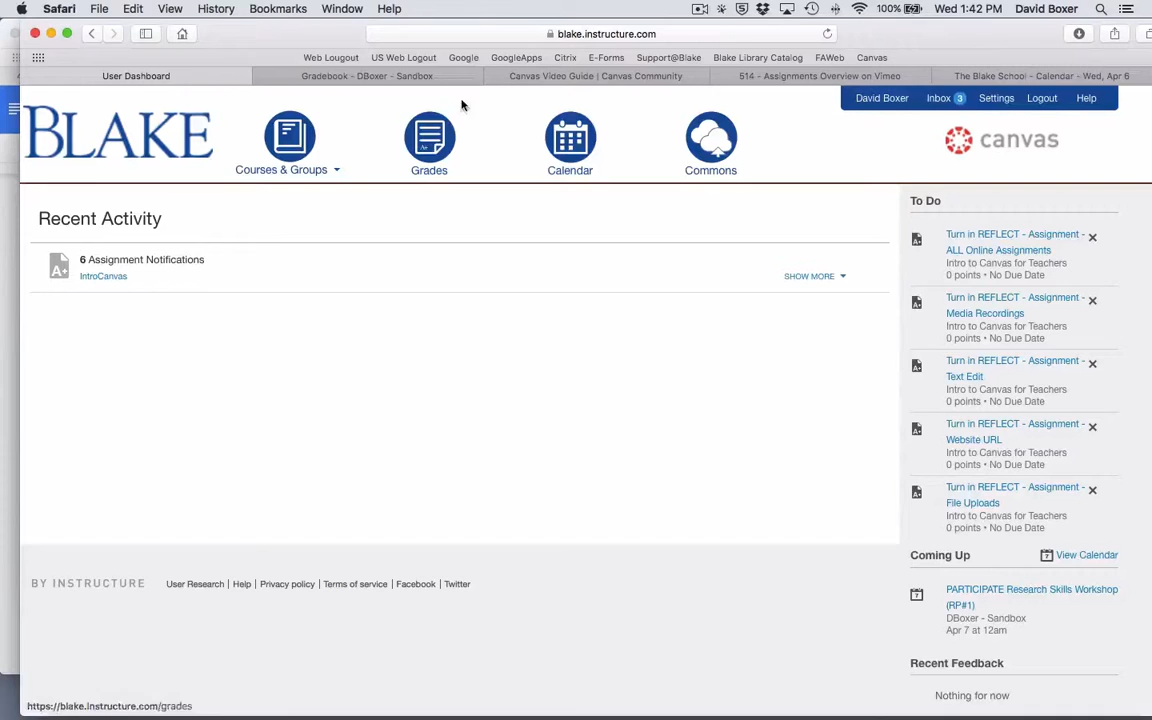 Safari File Edit View History Bookmarks Window Help 100% Wed 1:42 PM David Boxer
blake.instructure.com
Web Lougout US Web Logout Google GoogleApps Citrix E-Forms Support@Blake Blake Library Catalog FAWeb Canvas
User Dashboard Gradebook - DBoxer - Sandbox Canvas Video Guide | Canvas Community 514 - Assignments Overview on Vimeo The Blake School - Calendar - Wed, Apr 6
David Boxer Inbox 3 Settings Logout Help
BLAKE
canvas
Courses & Groups Grades Calendar Commons
Recent Activity
6 Assignment Notifications
IntroCanvas
SHOW MORE
To Do
Turn in REFLECT - Assignment -
ALL Online Assignments
Intro to Canvas for Teachers
0 points • No Due Date
Turn in REFLECT - Assignment -
Media Recordings
Intro to Canvas for Teachers
0 points • No Due Date
Turn in REFLECT - Assignment -
Text Edit
Intro to Canvas for Teachers
0 points • No Due Date
Turn in REFLECT - Assignment -
Website URL
Intro to Canvas for Teachers
0 points • No Due Date
Turn in REFLECT - Assignment -
File Uploads
Intro to Canvas for Teachers
0 points • No Due Date
Coming Up
7 View Calendar
7 PARTICIPATE Research Skills Workshop
(RP#1)
DBoxer - Sandbox
Apr 7 at 12am
Recent Feedback
Nothing for now
BY INSTRUCTURE User Research | Help | Privacy policy | Terms of service | Facebook | Twitter
https://blake.instructure.com/grades